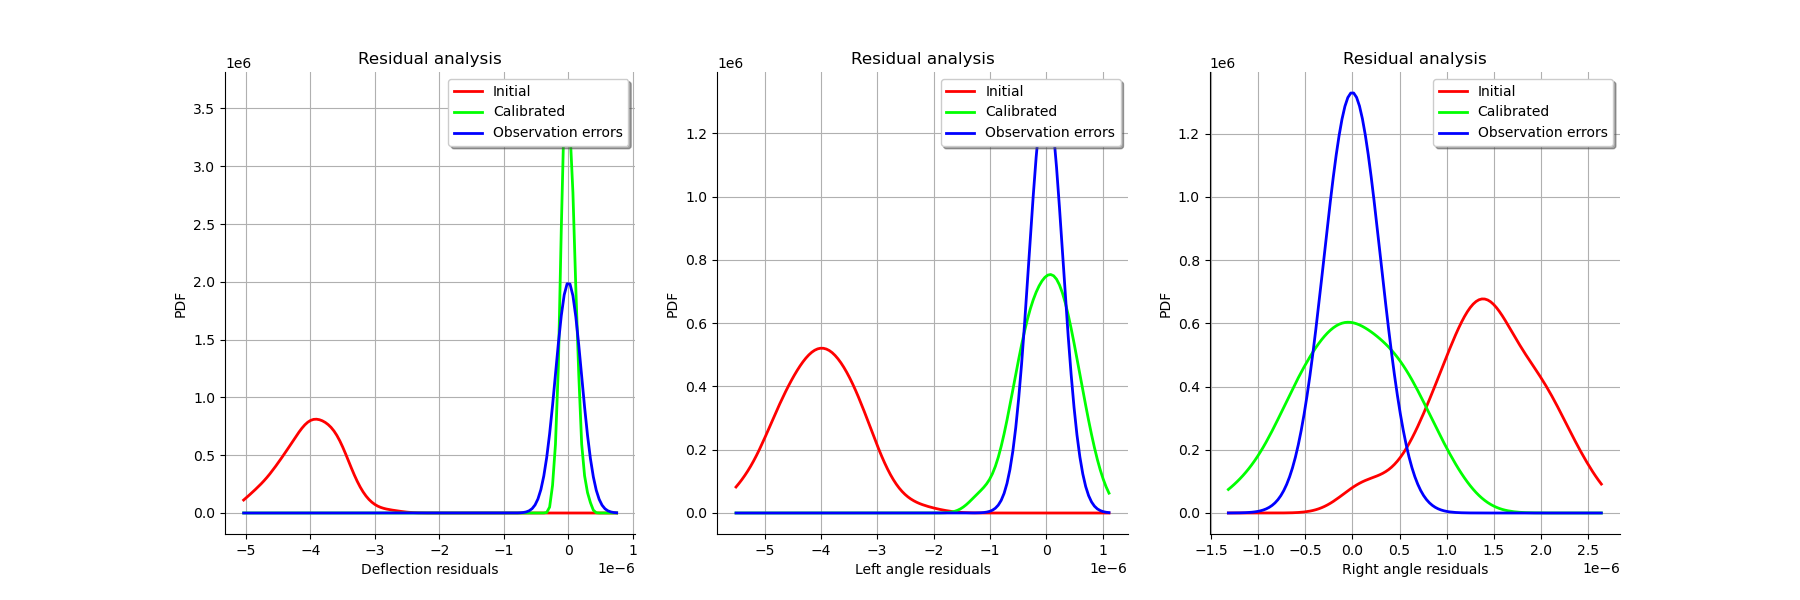 Residual analysis
1e6
Initial
Calibrated
Observation errors
3.5
3.0
2.5
2.0
1.5
1.0
0.5
0.0
PDF
−5 −4 −3 −2 −1 0 1
Deflection residuals
1e−6
Residual analysis
1e6
Initial
Calibrated
Observation errors
1.2
1.0
0.8
0.6
0.4
0.2
0.0
PDF
−5 −4 −3 −2 −1 0 1
Left angle residuals
1e−6
Residual analysis
1e6
Initial
Calibrated
Observation errors
1.2
1.0
0.8
0.6
0.4
0.2
0.0
PDF
−1.5 −1.0 −0.5 0.0 0.5 1.0 1.5 2.0 2.5
Right angle residuals
1e−6